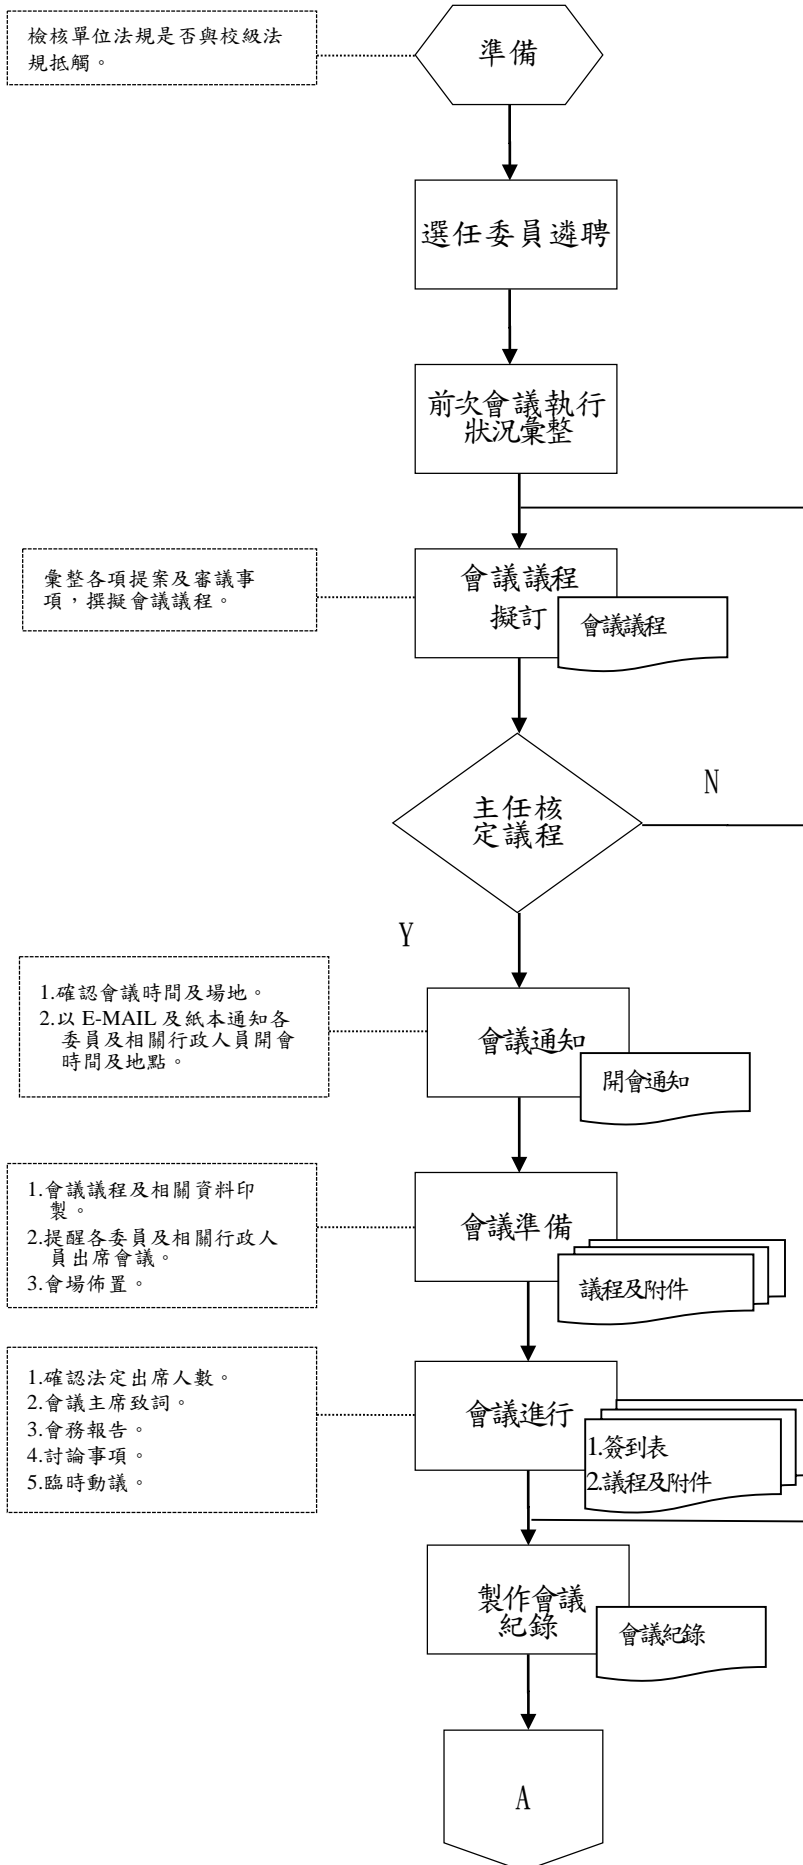 檢核單位法規是否與校級法
規抵觸。
準備
選任委員遴聘
前次會議執行
狀況彙整
彙整各項提案及審議事
項，撰擬會議議程。
會議議程
擬訂
會議議程
主任核
定議程
N
Y
1.確認會議時間及場地。
2.以 E-MAIL 及紙本通知各
委員及相關行政人員開會
時間及地點。
會議通知
開會通知
1.會議議程及相關資料印
製。
2.提醒各委員及相關行政人
員出席會議。
3.會場佈置。
會議準備
議程及附件
1.確認法定出席人數。
2.會議主席致詞。
3.會務報告。
4.討論事項。
5.臨時動議。
會議進行
1.簽到表
2.議程及附件
製作會議
紀錄
會議紀錄
A